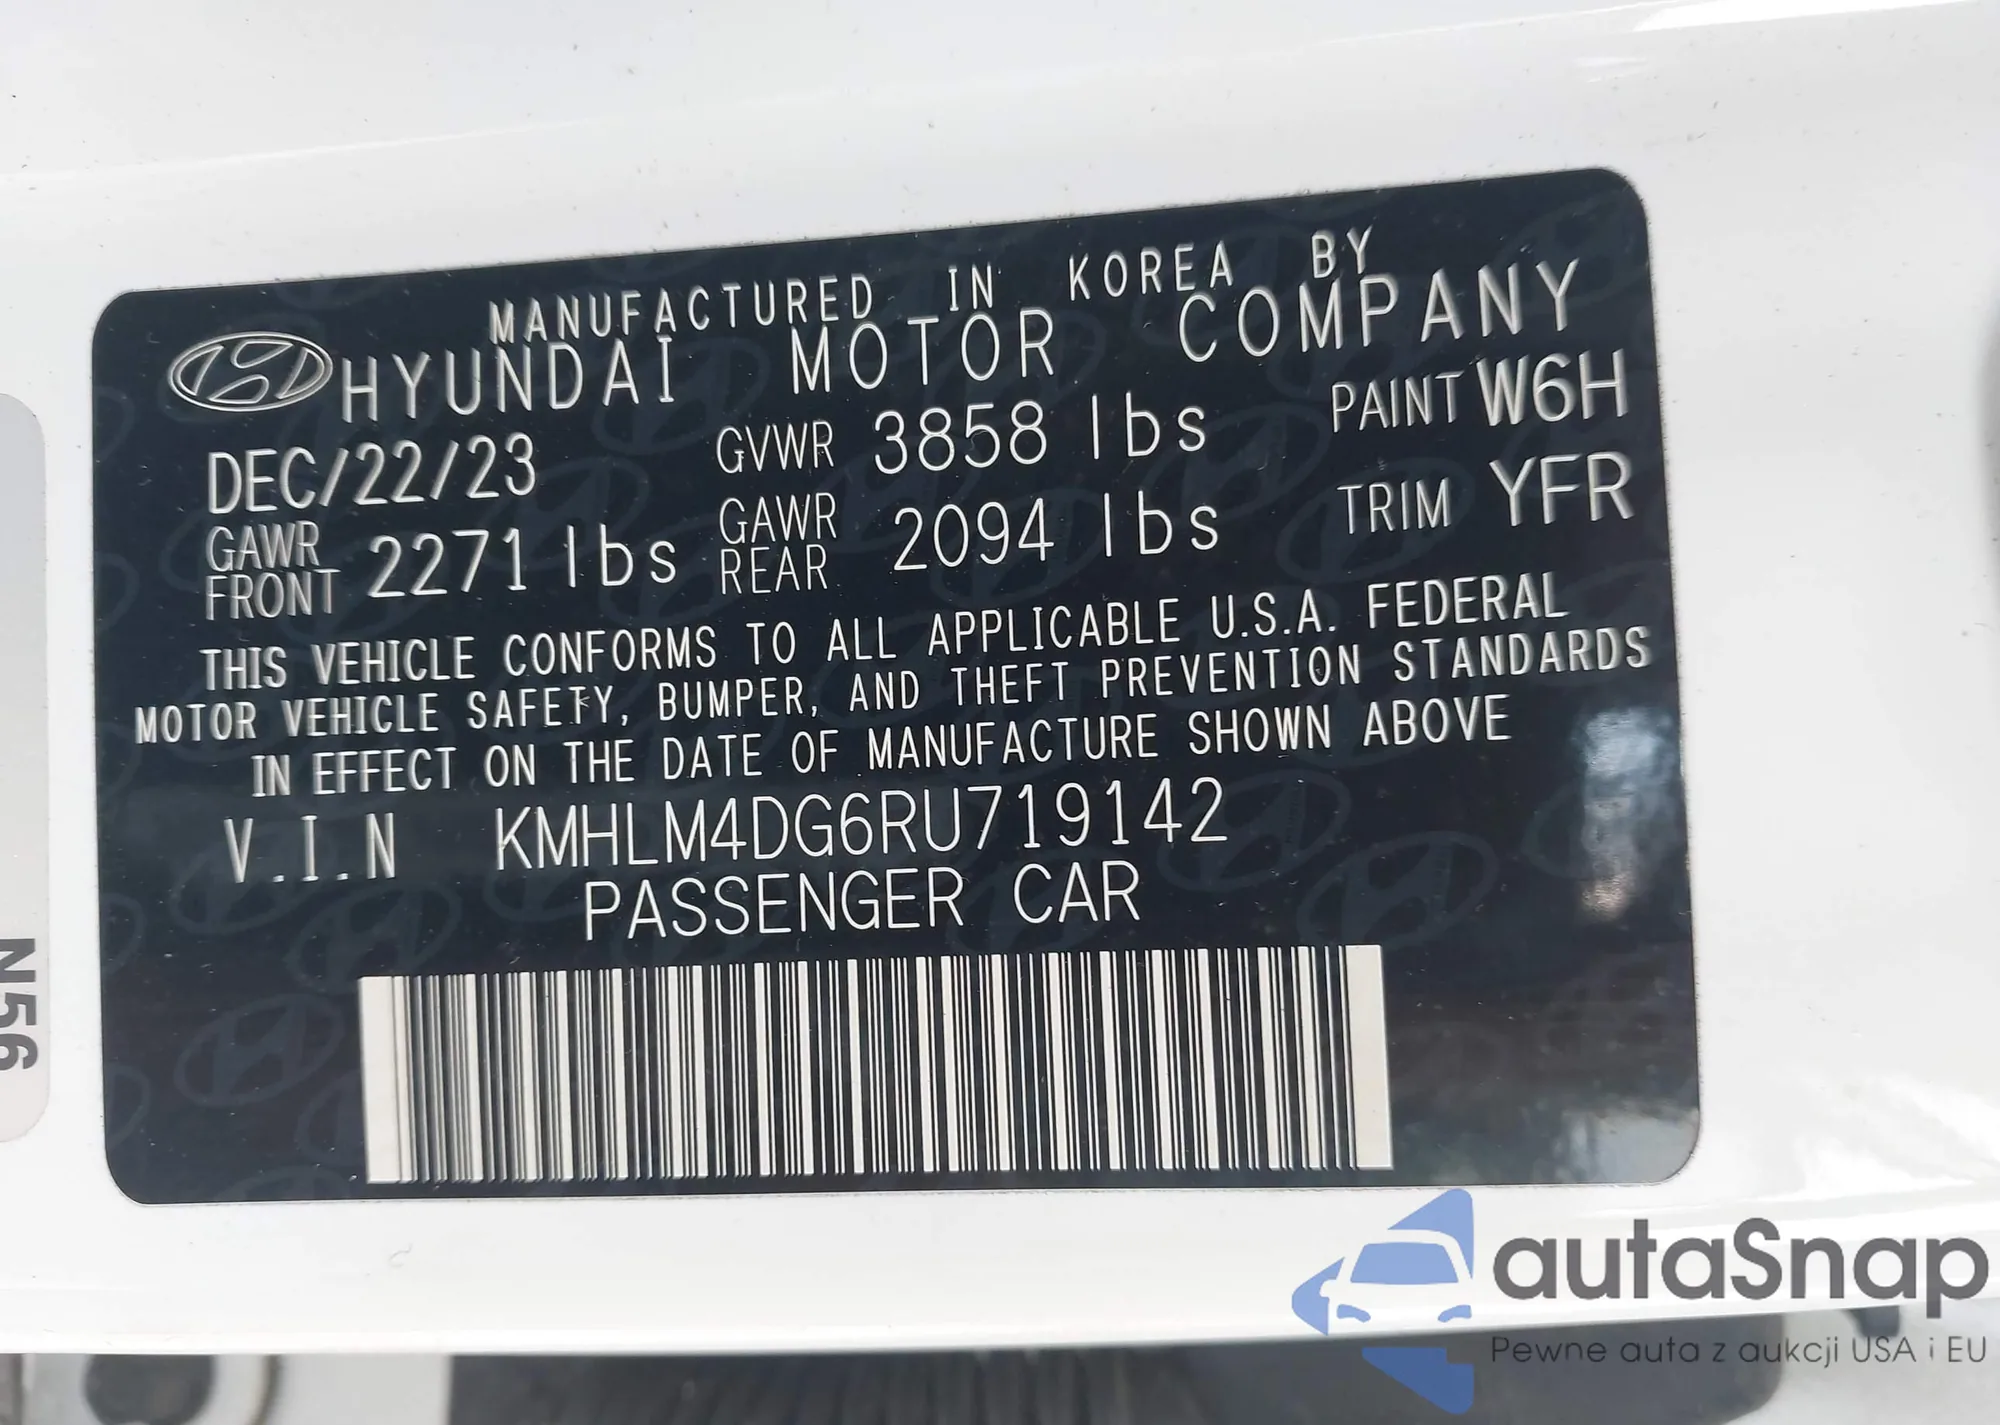 MANUFACTURED IN KOREA BY
HYUNDAI MOTOR COMPANY
DEC/22/23 GVWR 3858 lbs PAINT W6H
GAWR FRONT 2271 lbs GAWR REAR 2094 lbs TRIM YFR
THIS VEHICLE CONFORMS TO ALL APPLICABLE U.S.A. FEDERAL
MOTOR VEHICLE SAFETY, BUMPER, AND THEFT PREVENTION STANDARDS
IN EFFECT ON THE DATE OF MANUFACTURE SHOWN ABOVE
V.I.N KMHLM4DG6RU719142
PASSENGER CAR
N56
autaSnap
Pewne auta z aukcji USA i EU